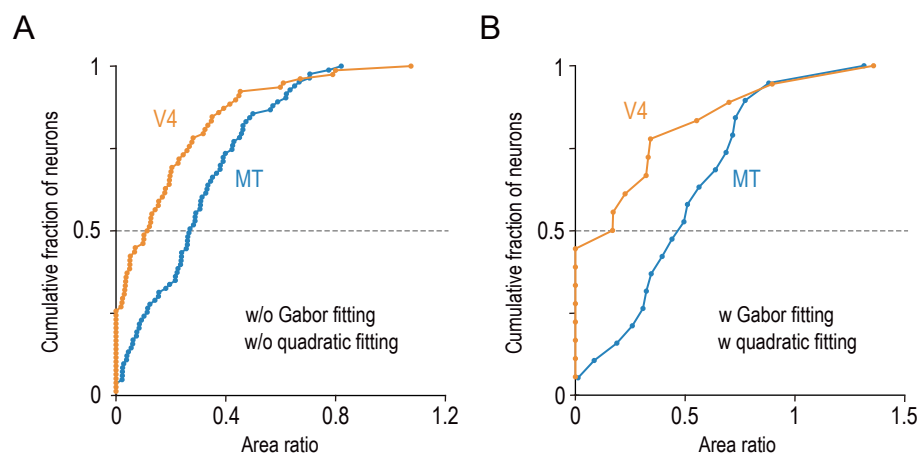 A
Cumulative fraction of neurons
1
0.5
0
V4
MT
w/o Gabor fitting
w/o quadratic fitting
0
0.4
0.8
1.2
Area ratio
B
Cumulative fraction of neurons
1
0.5
0
V4
MT
w Gabor fitting
w quadratic fitting
0
0.5
1
1.5
Area ratio